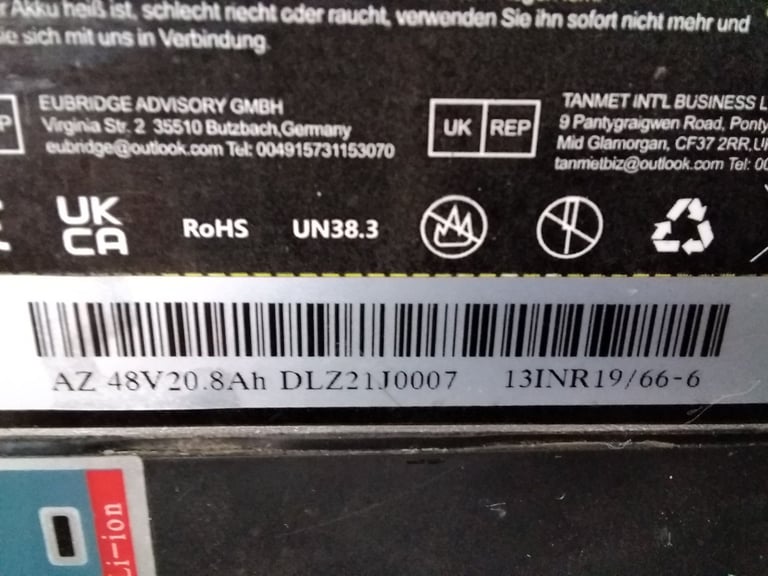 Akku heiß ist, schlecht riecht oder raucht, verwenden Sie ihn sofort nicht mehr und
sich mit uns in Verbindung.
EUBRIDGE ADVISORY GMBH
Virginia Str. 2 35510 Butzbach,Germany
eubridge@outlook.com Tel: 004915731153070
UK REP
TANMET INT'L BUSINESS L
9 Pantygraigwen Road, Ponty
Mid Glamorgan, CF37 2RR,UK
tanmetbiz@outlook.com Tel: 00
UK
CA
RoHS
UN38.3
AZ 48V20.8Ah DLZ21J0007 13INR19/66-6
Li-ion